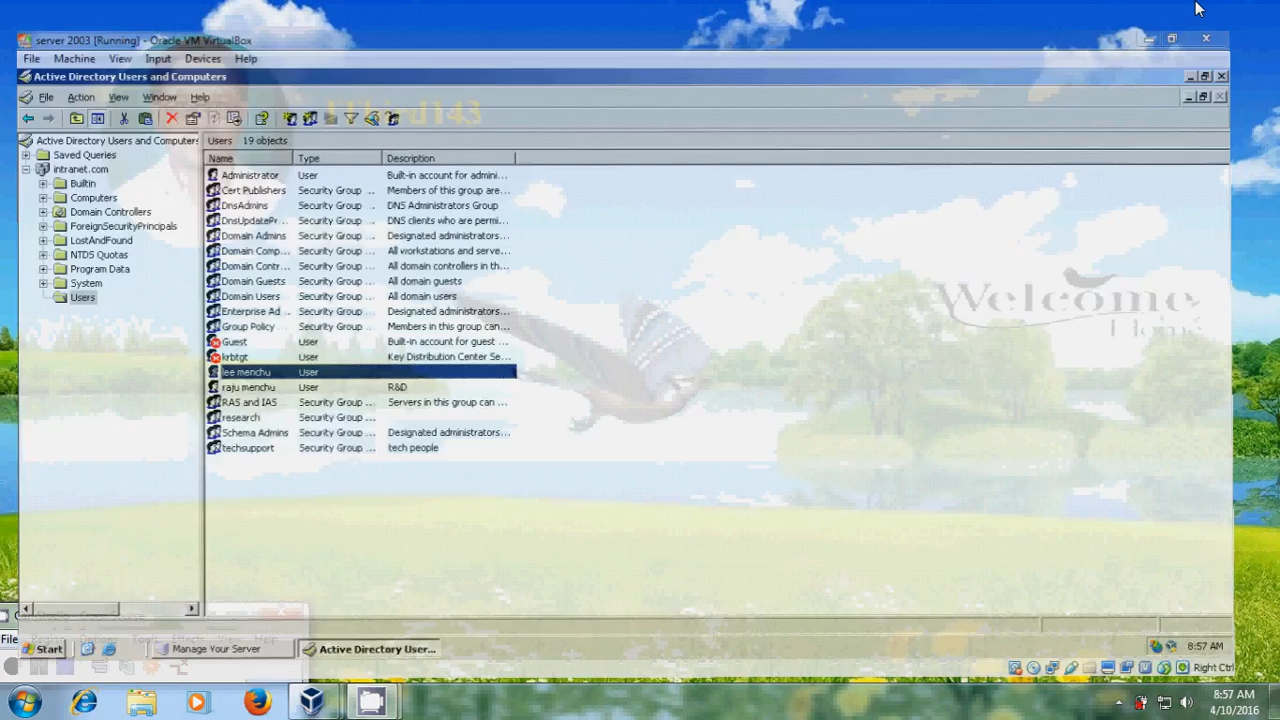 server 2003 [Running] - Oracle VM VirtualBox
File Machine View Input Devices Help
Active Directory Users and Computers
File Action View Window Help
143
Active Directory Users and Computers
Saved Queries
intranet.com
Builtin
Computers
Domain Controllers
ForeignSecurityPrincipals
LostAndFound
NTDS Quotas
Program Data
System
Users
Users 19 objects
Name Type Description
Administrator User Built-in account for admini...
Cert Publishers Security Group ... Members of this group are...
DnsAdmins Security Group ... DNS Administrators Group
DnsUpdatePr... Security Group ... DNS clients who are permi...
Domain Admins Security Group ... Designated administrators...
Domain Comp... Security Group ... All workstations and serve...
Domain Contr... Security Group ... All domain controllers in th...
Domain Guests Security Group ... All domain guests
Domain Users Security Group ... All domain users
Enterprise Ad... Security Group ... Designated administrators...
Group Policy ... Security Group ... Members in this group can...
Guest User Built-in account for guest ...
krbtgt User Key Distribution Center Se...
lee menchu User
raju menchu User R&D
RAS and IAS ... Security Group ... Servers in this group can ...
research Security Group ...
Schema Admins Security Group ... Designated administrators...
techsupport Security Group ... tech people
Welcome
Home
File Region Options Tools Effects View Help
Start Manage Your Server Active Directory User... 8:57 AM
Right Ctrl
8:57 AM
4/10/2016